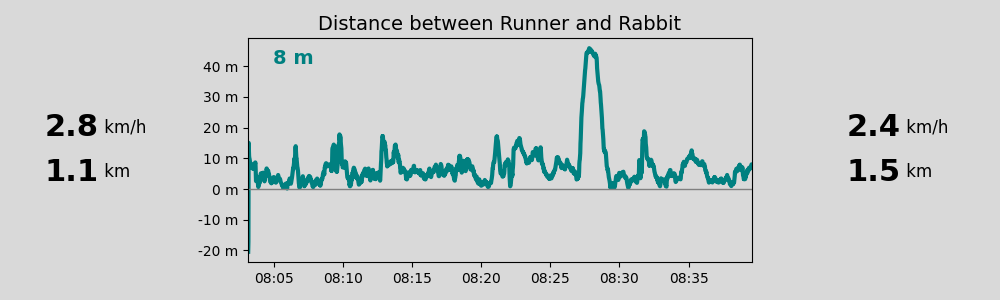 Distance between Runner and Rabbit
8 m
40 m
30 m
20 m
10 m
0 m
-10 m
-20 m
08:05 08:10 08:15 08:20 08:25 08:30 08:35
2.8 km/h
1.1 km
2.4 km/h
1.5 km